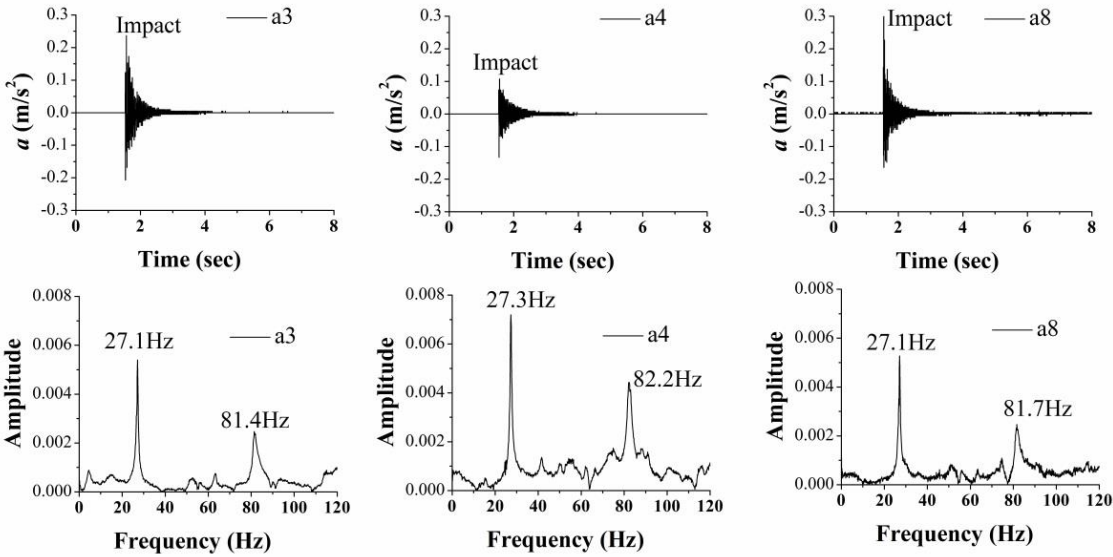 0.3
0.2
0.1
0.0
-0.1
-0.2
-0.3
a (m/s²)
Impact
a3
0 2 4 6 8
Time (sec)
0.3
0.2
0.1
0.0
-0.1
-0.2
-0.3
a (m/s²)
Impact
a4
0 2 4 6 8
Time (sec)
0.3
0.2
0.1
0.0
-0.1
-0.2
-0.3
a (m/s²)
Impact
a8
0 2 4 6 8
Time (sec)
0.008
0.006
0.004
0.002
0.000
Amplitude
27.1Hz
a3
81.4Hz
0 20 40 60 80 100 120
Frequency (Hz)
0.008
0.006
0.004
0.002
0.000
Amplitude
27.3Hz
a4
82.2Hz
0 20 40 60 80 100 120
Frequency (Hz)
0.008
0.006
0.004
0.002
0.000
Amplitude
27.1Hz
a8
81.7Hz
0 20 40 60 80 100 120
Frequency (Hz)